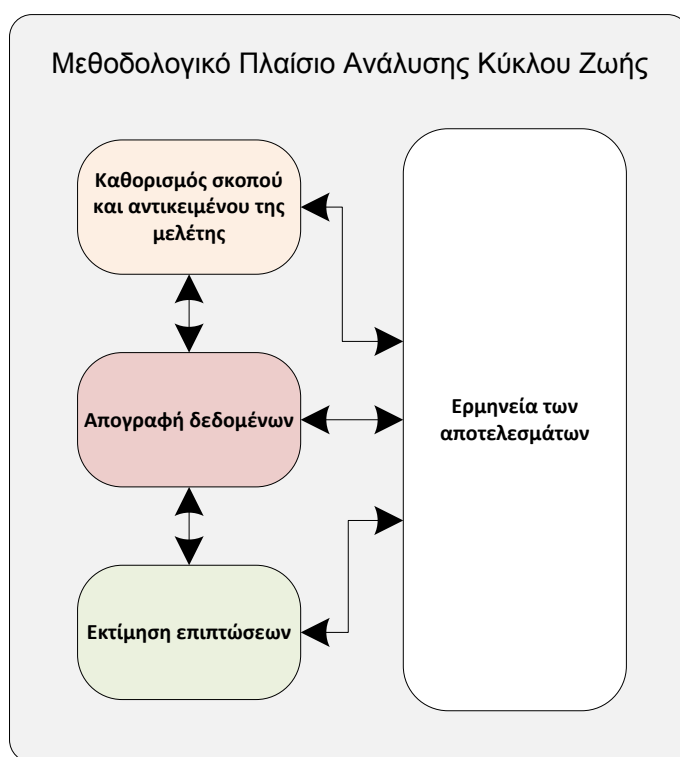 Μεθοδολογικό Πλαίσιο Ανάλυσης Κύκλου Ζωής
Καθορισμός σκοπού
και αντικειμένου της
μελέτης
Απογραφή δεδομένων
Εκτίμηση επιπτώσεων
Ερμηνεία των
αποτελεσμάτων